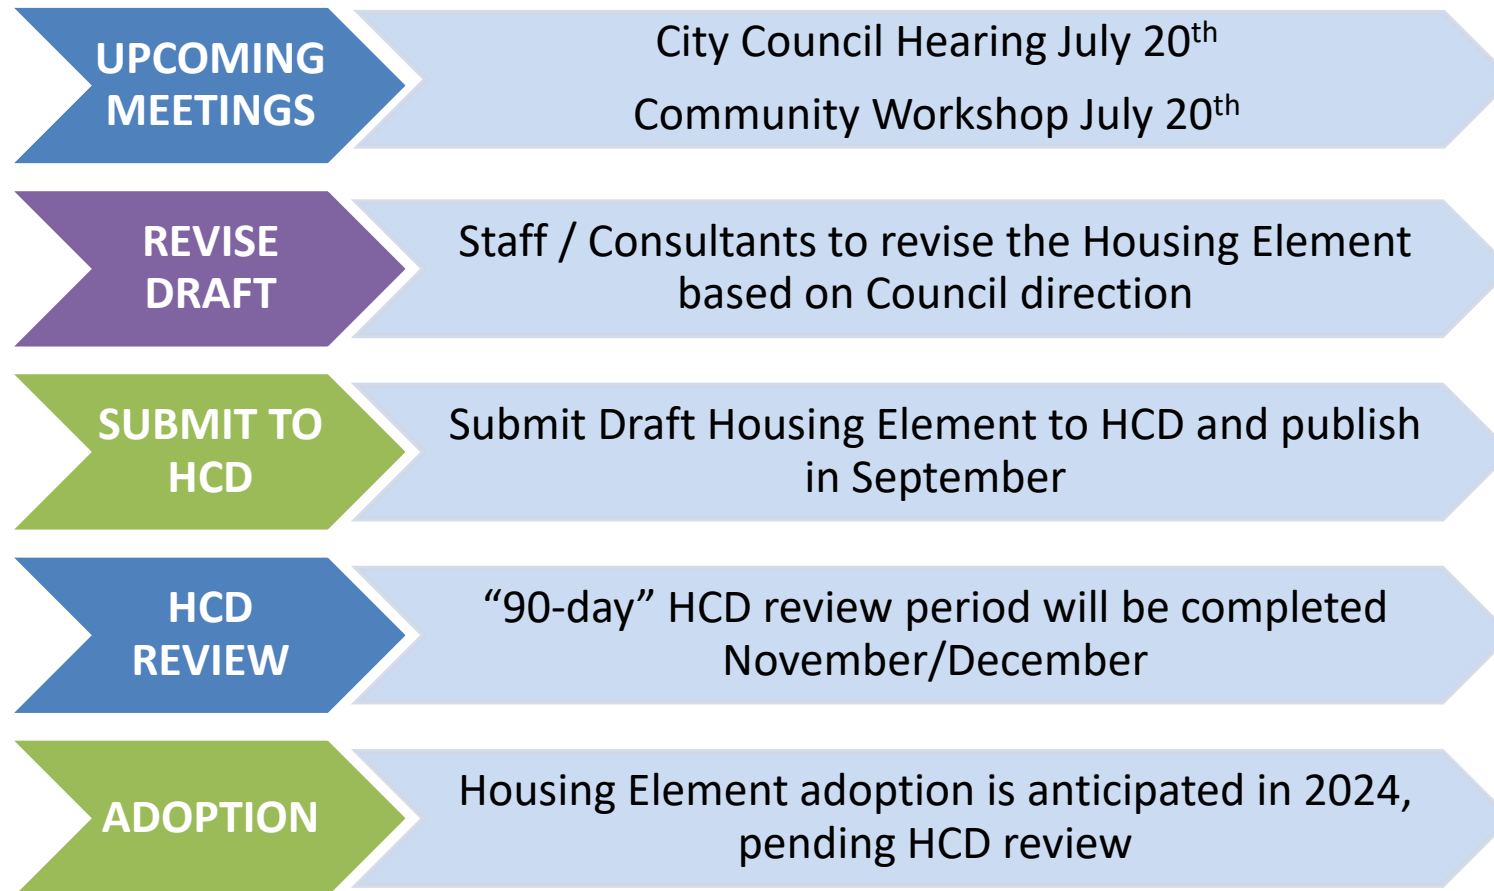 UPCOMING
MEETINGS
City Council Hearing July 20th
Community Workshop July 20th
REVISE
DRAFT
Staff / Consultants to revise the Housing Element
based on Council direction
SUBMIT TO
HCD
Submit Draft Housing Element to HCD and publish
in September
HCD
REVIEW
“90-day” HCD review period will be completed
November/December
ADOPTION
Housing Element adoption is anticipated in 2024,
pending HCD review